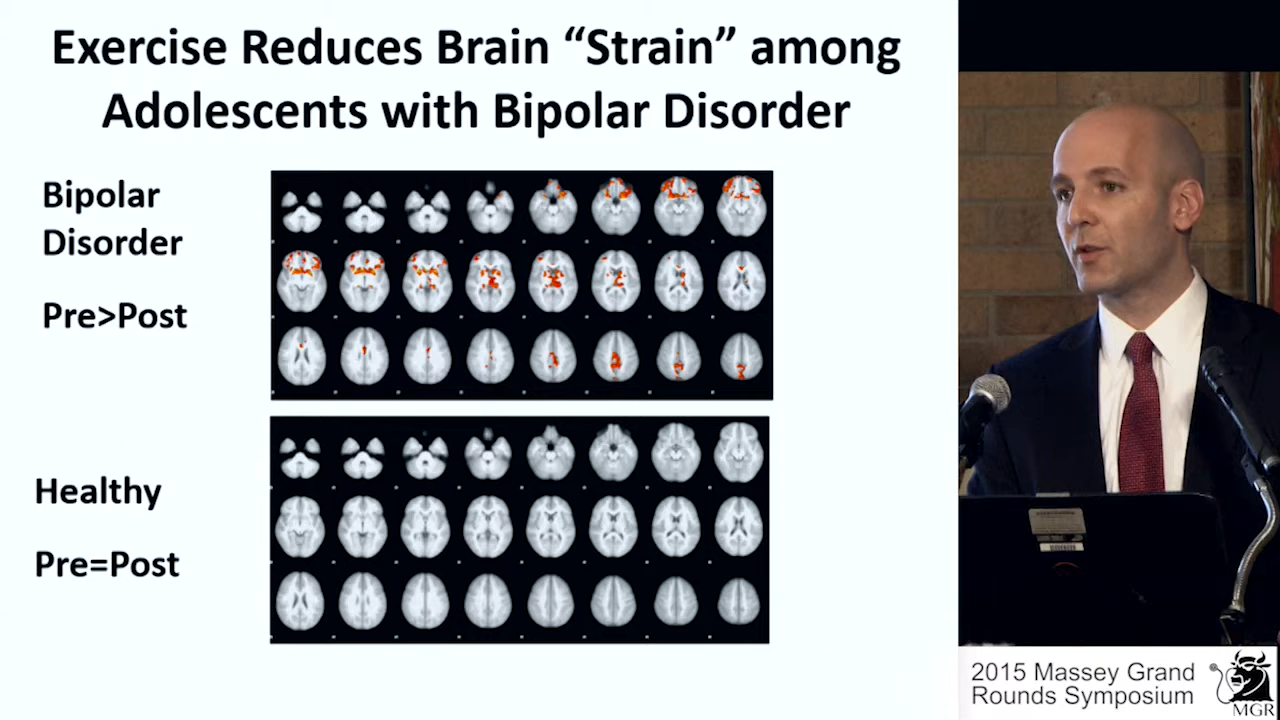 Exercise Reduces Brain “Strain” among
Adolescents with Bipolar Disorder
Bipolar
Disorder
Pre>Post
Healthy
Pre=Post
2015 Massey Grand
Rounds Symposium
MGR